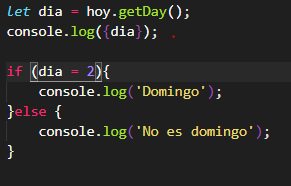 let dia = hoy.getDay();
console.log({dia});
if (dia = 2){
    console.log('Domingo');
}else {
    console.log('No es domingo');
}